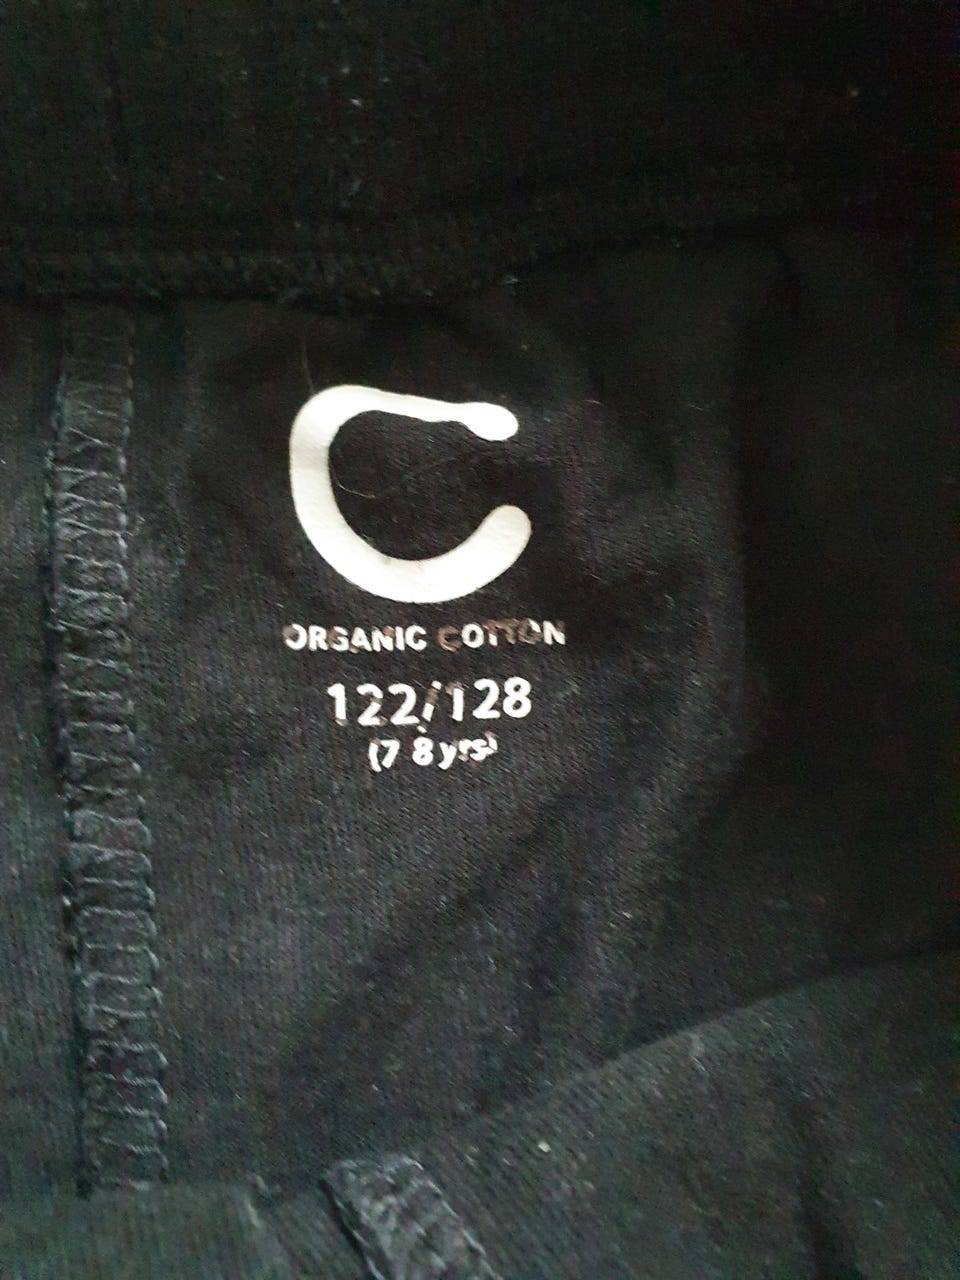 C
ORGANIC COTTON
122/128
(7 8 yrs)